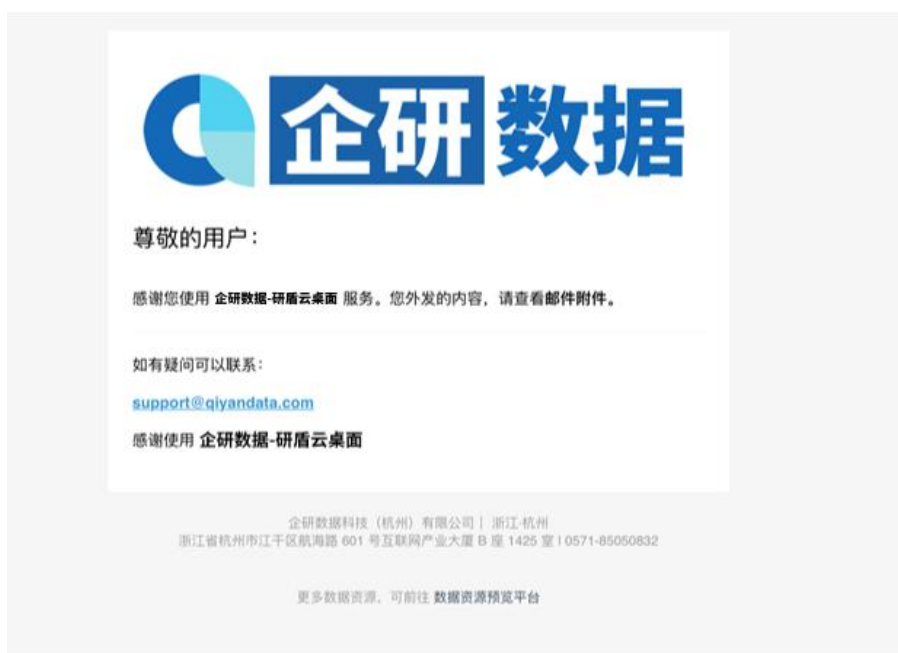 企研数据
尊敬的用户：
感谢您使用 企研数据-研盾云桌面 服务。您外发的内容，请查看邮件附件。
如有疑问可以联系：
support@qiyandata.com
感谢使用 企研数据-研盾云桌面
企研数据科技（杭州）有限公司 | 浙江·杭州
浙江省杭州市江干区航海路 601 号互联网产业大厦 B 座 1425 室 | 0571-85050832
更多数据资源，可前往 数据资源预览平台